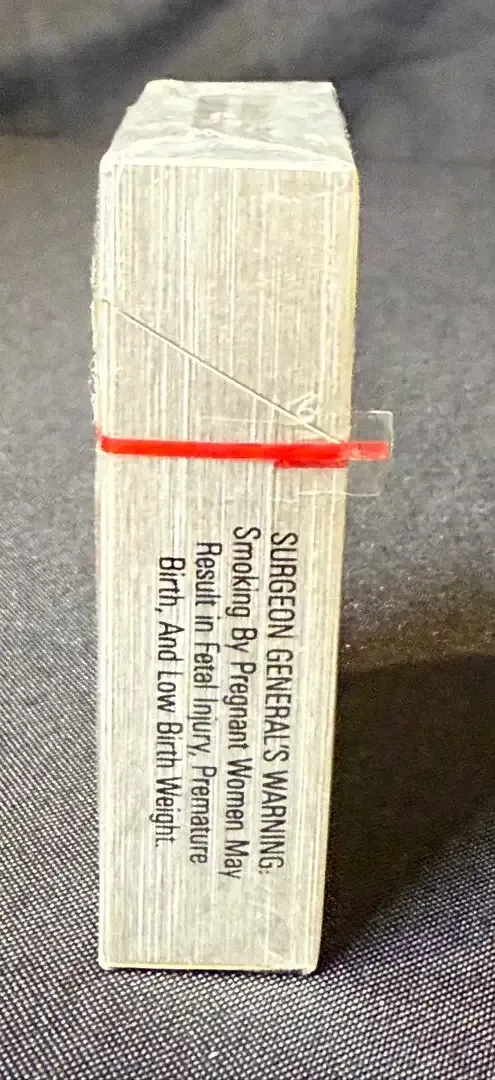 SURGEON GENERAL'S WARNING:
Smoking By Pregnant Women May
Result in Fetal Injury, Premature
Birth, And Low Birth Weight.